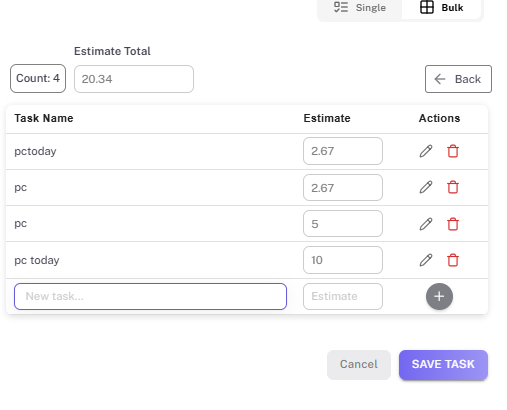 Single Bulk
Estimate Total
Count: 4 20.34 Back
Task Name Estimate Actions
pctoday 2.67
pc 2.67
pc 5
pc today 10
New task... Estimate
Cancel SAVE TASK